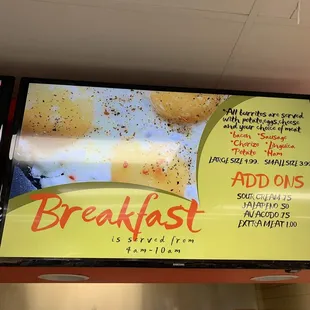 *All burritos are served
with potato, eggs, cheese
and your choice of meat
*bacon *Sausage
*Chorizo *Linguica
*Potato *Ham
LARGE SIZE 4.99. SMALL SIZE 3.99
ADD ONS
SOUR CREAM .75
JALAPENO .50
AVACODO .75
EXTRA MEAT 1.00
Breakfast
is served from
4am-10am